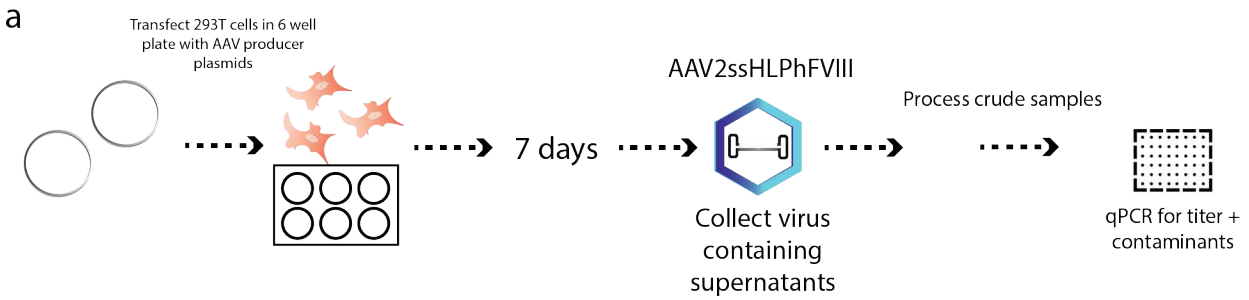 a
Transfect 293T cells in 6 well
plate with AAV producer
plasmids
7 days
AAV2ssHLPhFVIII
Collect virus
containing
supernatants
Process crude samples
qPCR for titer +
contaminants